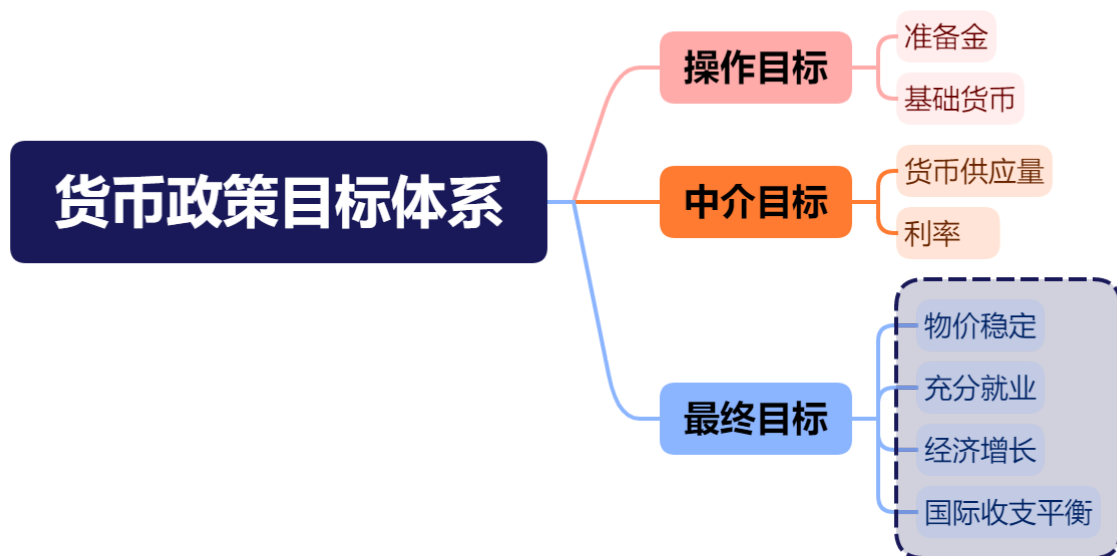 货币政策目标体系
操作目标
准备金
基础货币
中介目标
货币供应量
利率
最终目标
物价稳定
充分就业
经济增长
国际收支平衡